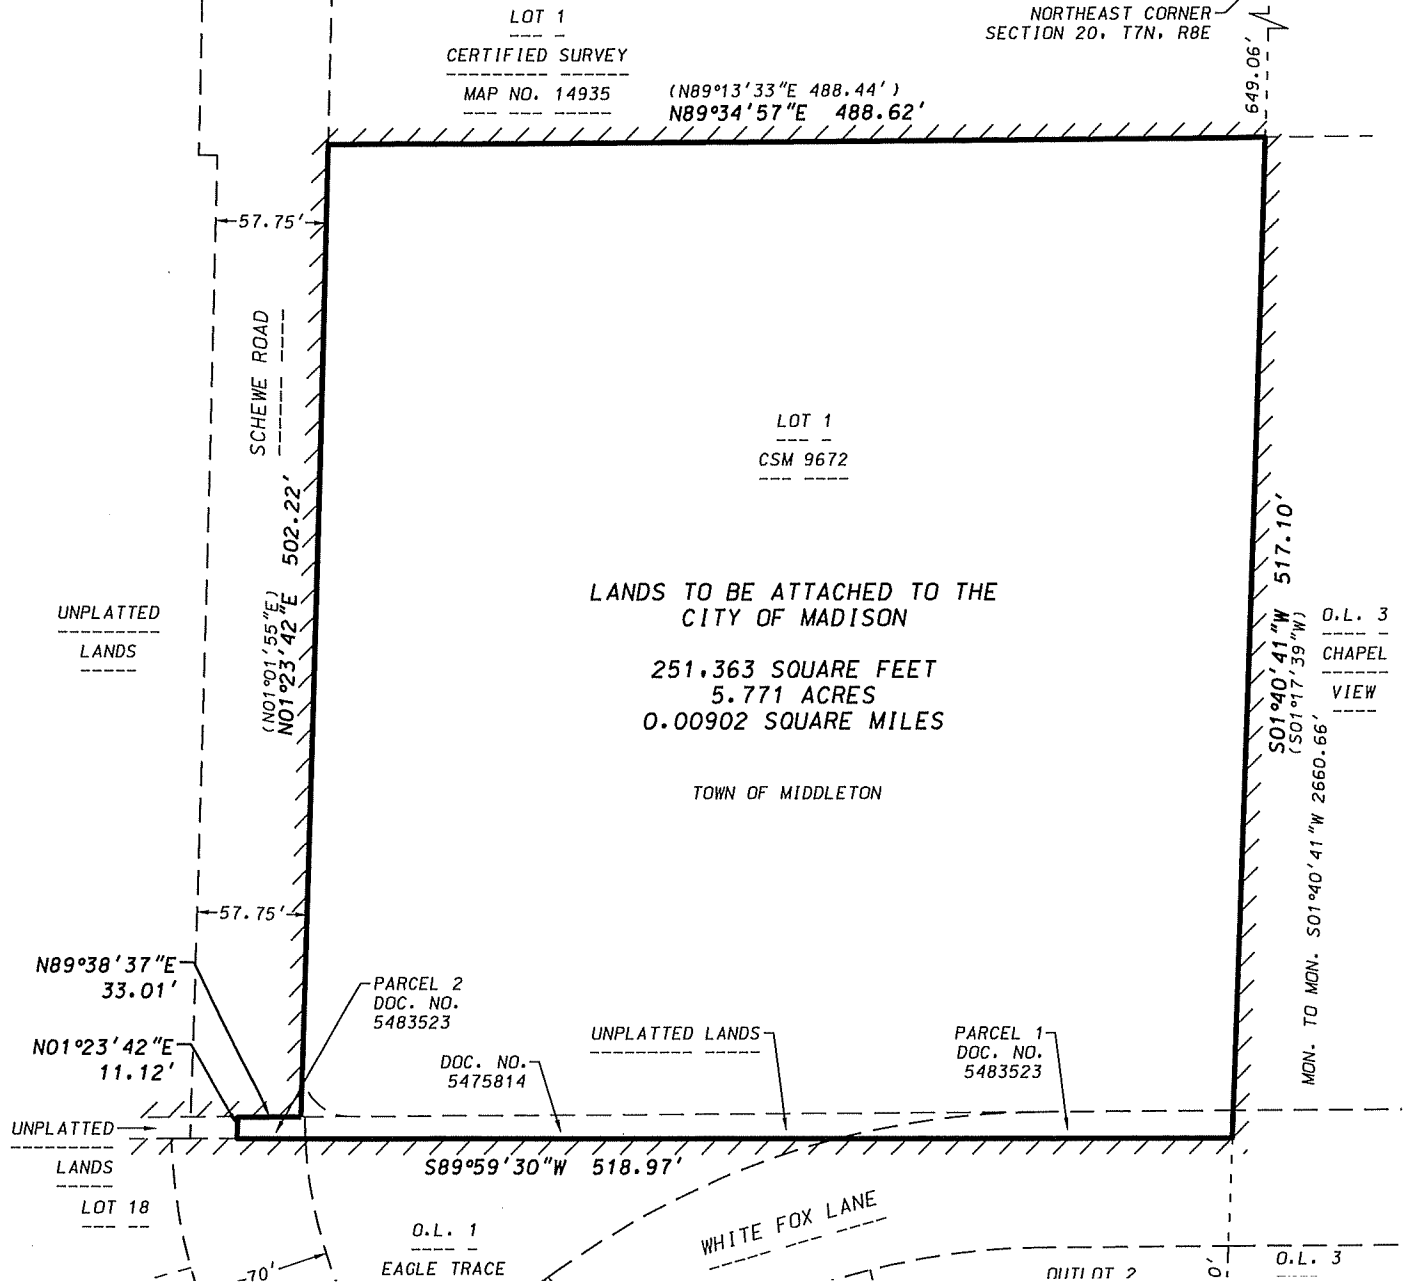 LOT 1
CERTIFIED SURVEY
MAP NO. 14935
NORTHEAST CORNER
SECTION 20, T7N, R8E
649.06'
(N89°13'33"E 488.44')
N89°34'57"E 488.62'
57.75'
SCHEWE ROAD
LOT 1
CSM 9672
(N01°01'55"E)
N01°23'42"E 502.22'
S01°40'41"W 517.10'
(S01°17'39"W)
MON. TO MON. S01°40'41"W 2660.66'
UNPLATTED
LANDS
LANDS TO BE ATTACHED TO THE
CITY OF MADISON
251,363 SQUARE FEET
5.771 ACRES
0.00902 SQUARE MILES
O.L. 3
CHAPEL
VIEW
TOWN OF MIDDLETON
57.75'
N89°38'37"E
33.01'
PARCEL 2
DOC. NO.
5483523
N01°23'42"E
11.12'
DOC. NO.
5475814
UNPLATTED LANDS
PARCEL 1
DOC. NO.
5483523
UNPLATTED
LANDS
LOT 18
S89°59'30"W 518.97'
WHITE FOX LANE
O.L. 1
EAGLE TRACE
70'
OUTLOT 2
0'
O.L. 3